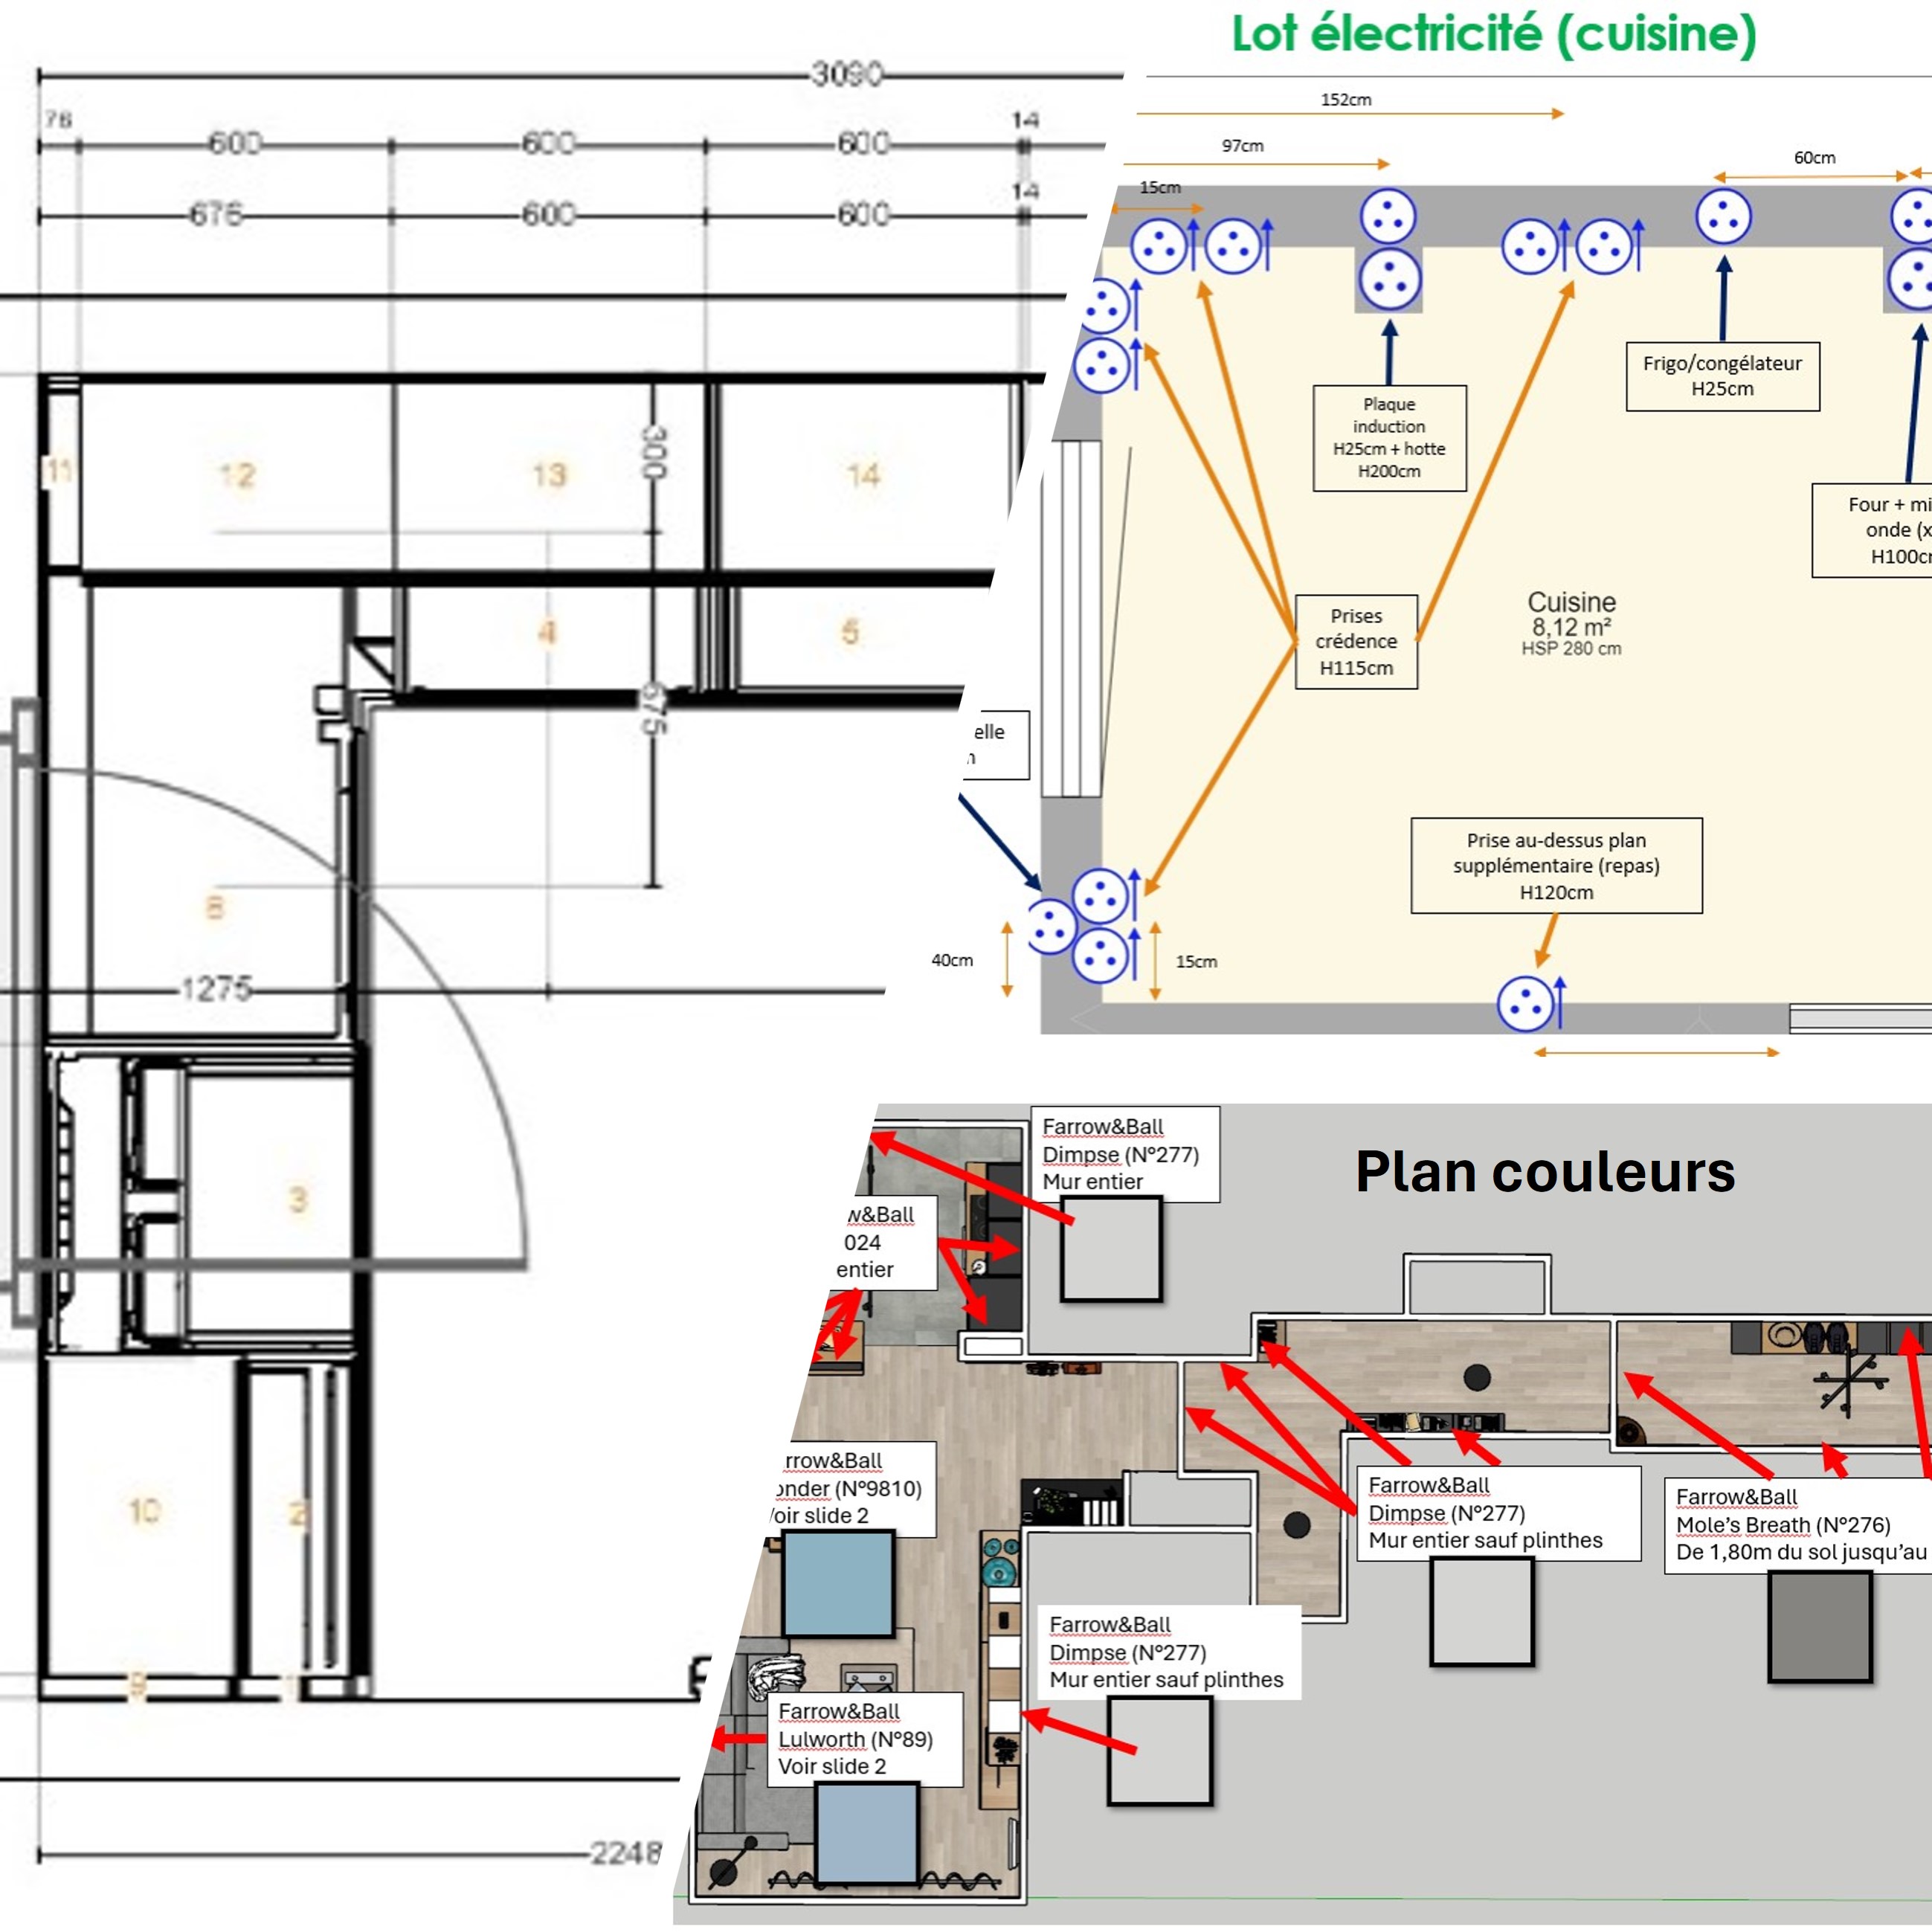 3090
76
600
600
600
14
676
600
600
14
11
12
13
300
14
4
5
675
8
1275
3
10
2
9
1
2248
Lot électricité (cuisine)
152cm
97cm
60cm
15cm
Frigo/congélateur
H25cm
Plaque
induction
H25cm + hotte
H200cm
Four + mi
onde (x
H100cr
Prises
crédence
H115cm
Cuisine
8,12 m²
HSP 280 cm
elle
Prise au-dessus plan
supplémentaire (repas)
H120cm
40cm
15cm
Plan couleurs
Farrow&Ball
Dimpse (N°277)
Mur entier
w&Ball
024
entier
rrow&Ball
onder (N°9810)
oir slide 2
Farrow&Ball
Dimpse (N°277)
Mur entier sauf plinthes
Farrow&Ball
Mole's Breath (N°276)
De 1,80m du sol jusqu'au
Farrow&Ball
Dimpse (N°277)
Mur entier sauf plinthes
Farrow&Ball
Lulworth (N°89)
Voir slide 2